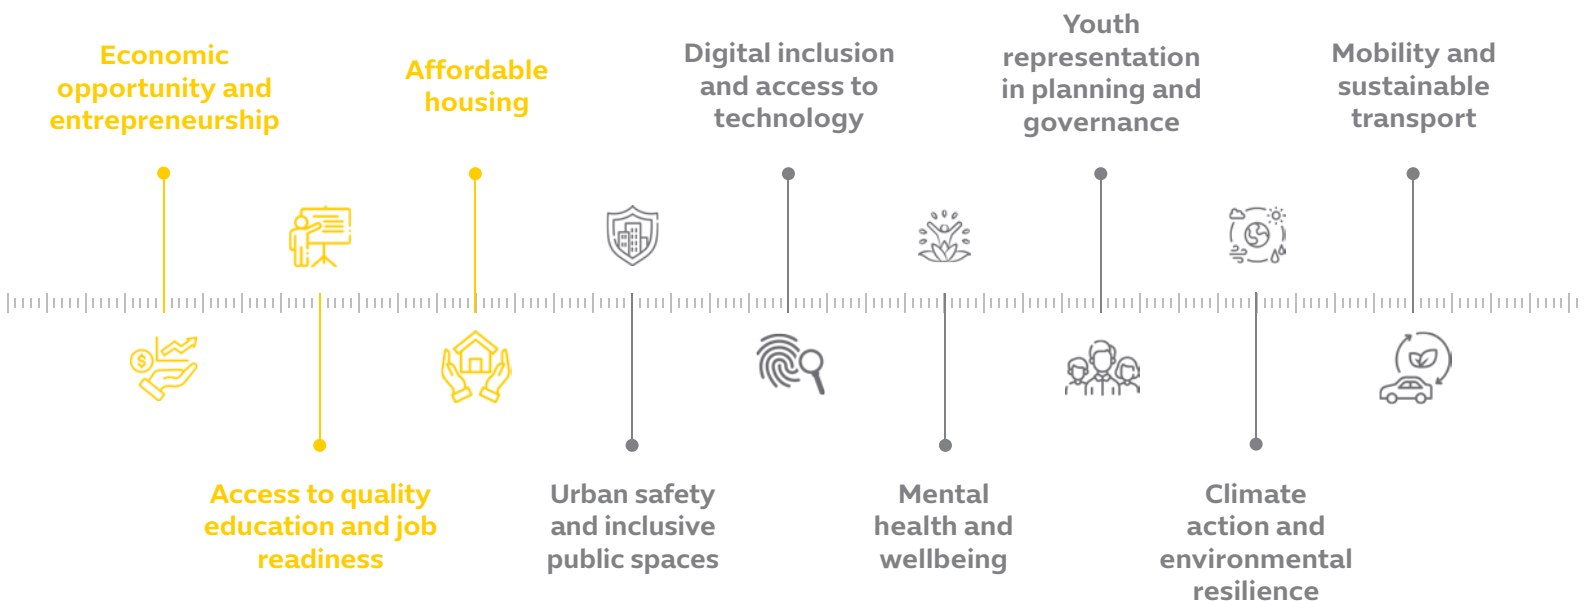 Economic
opportunity and
entrepreneurship
Access to quality
education and job
readiness
Affordable
housing
Urban safety
and inclusive
public spaces
Digital inclusion
and access to
technology
Mental
health and
wellbeing
Youth
representation
in planning and
governance
Climate
action and
environmental
resilience
Mobility and
sustainable
transport